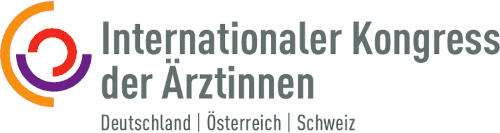 Internationaler Kongress
der Ärztinnen
Deutschland | Österreich | Schweiz